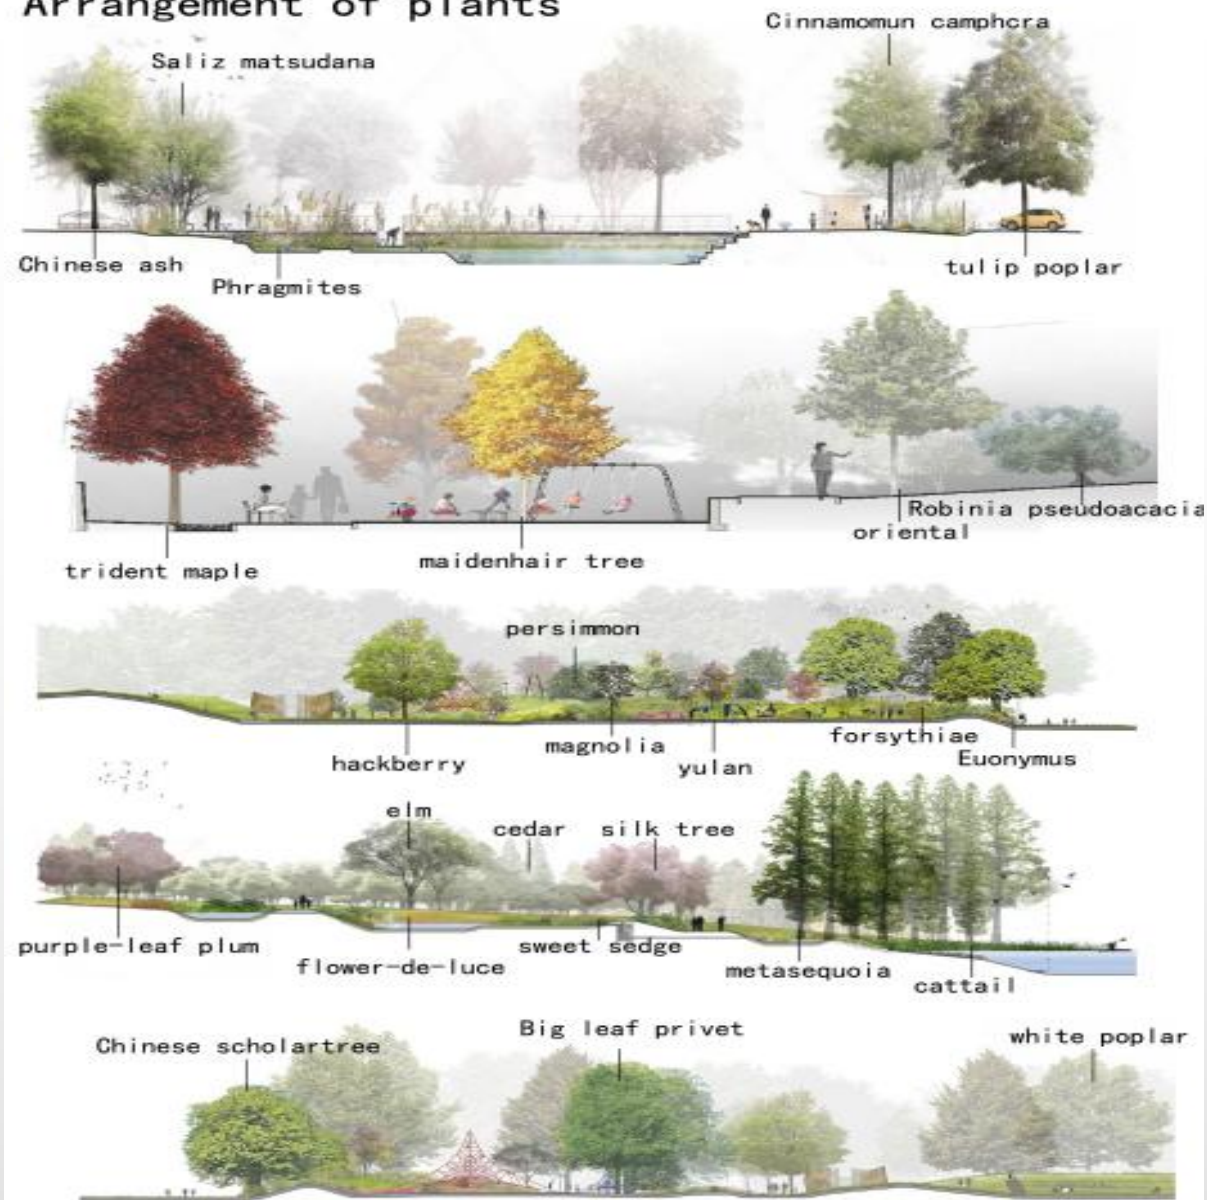 Arrangement of plants
Cinnamomun camphcra
Saliz matsudana
Chinese ash
tulip poplar
Phragmites
Robinia pseudoacacia
oriental
maidenhair tree
trident maple
persimmon
forsythiae
magnolia
Euonymus
hackberry
yulan
elm
cedar
silk tree
purple-leaf plum
sweet sedge
flower-de-luce
metasequoia
cattail
Big leaf privet
white poplar
Chinese scholartree